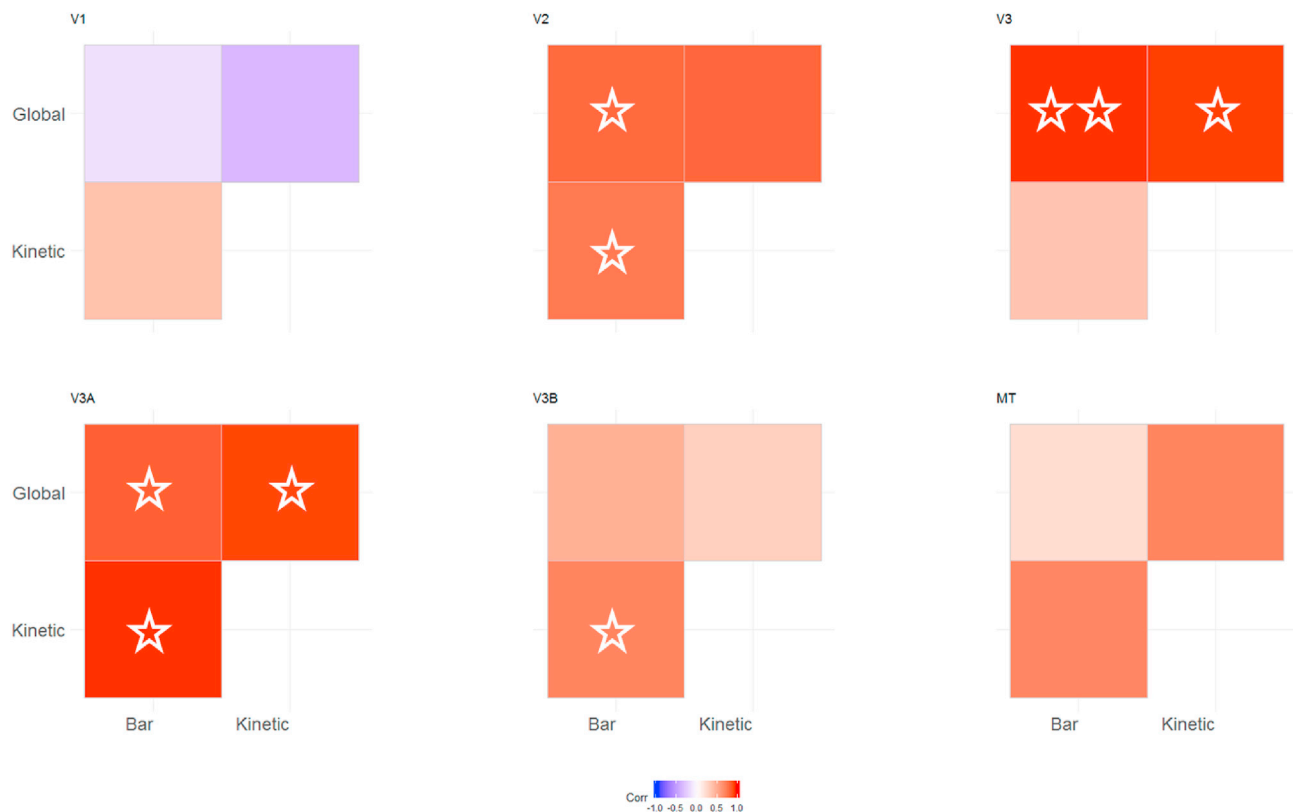 V1
V2
V3
Global
Kinetic
V3A
V3B
MT
Global
Kinetic
Bar Kinetic
Bar Kinetic
Bar Kinetic
Corr
-1.0 -0.5 0.0 0.5 1.0